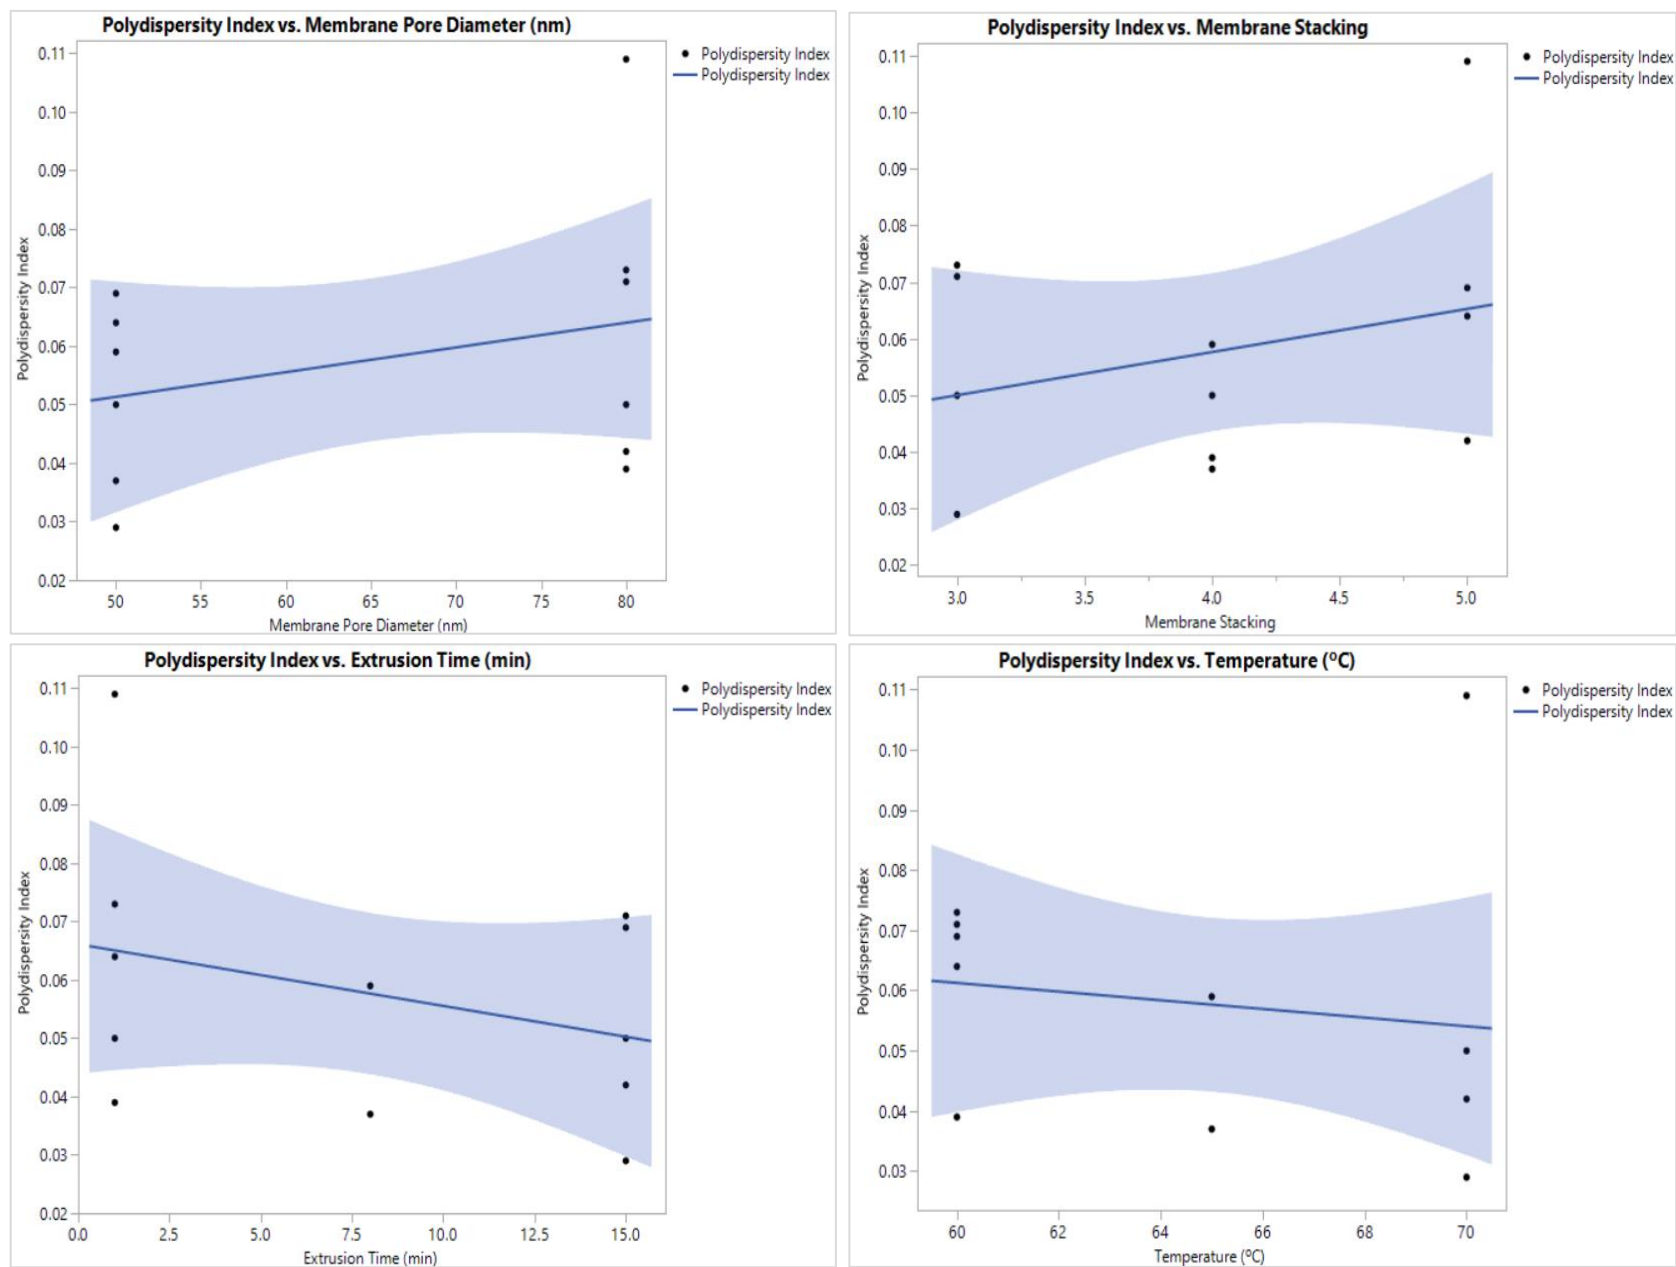 Polydispersity Index vs. Membrane Pore Diameter (nm)
Polydispersity Index
Polydispersity Index
0.11
0.10
0.09
0.08
0.07
0.06
0.05
0.04
0.03
0.02
Polydispersity Index
50 55 60 65 70 75 80
Membrane Pore Diameter (nm)
Polydispersity Index vs. Membrane Stacking
Polydispersity Index
Polydispersity Index
0.11
0.10
0.09
0.08
0.07
0.06
0.05
0.04
0.03
0.02
Polydispersity Index
3.0 3.5 4.0 4.5 5.0
Membrane Stacking
Polydispersity Index vs. Extrusion Time (min)
Polydispersity Index
Polydispersity Index
0.11
0.10
0.09
0.08
0.07
0.06
0.05
0.04
0.03
0.02
Polydispersity Index
0.0 2.5 5.0 7.5 10.0 12.5 15.0
Extrusion Time (min)
Polydispersity Index vs. Temperature (ºC)
Polydispersity Index
Polydispersity Index
0.11
0.10
0.09
0.08
0.07
0.06
0.05
0.04
0.03
Polydispersity Index
60 62 64 66 68 70
Temperature (ºC)